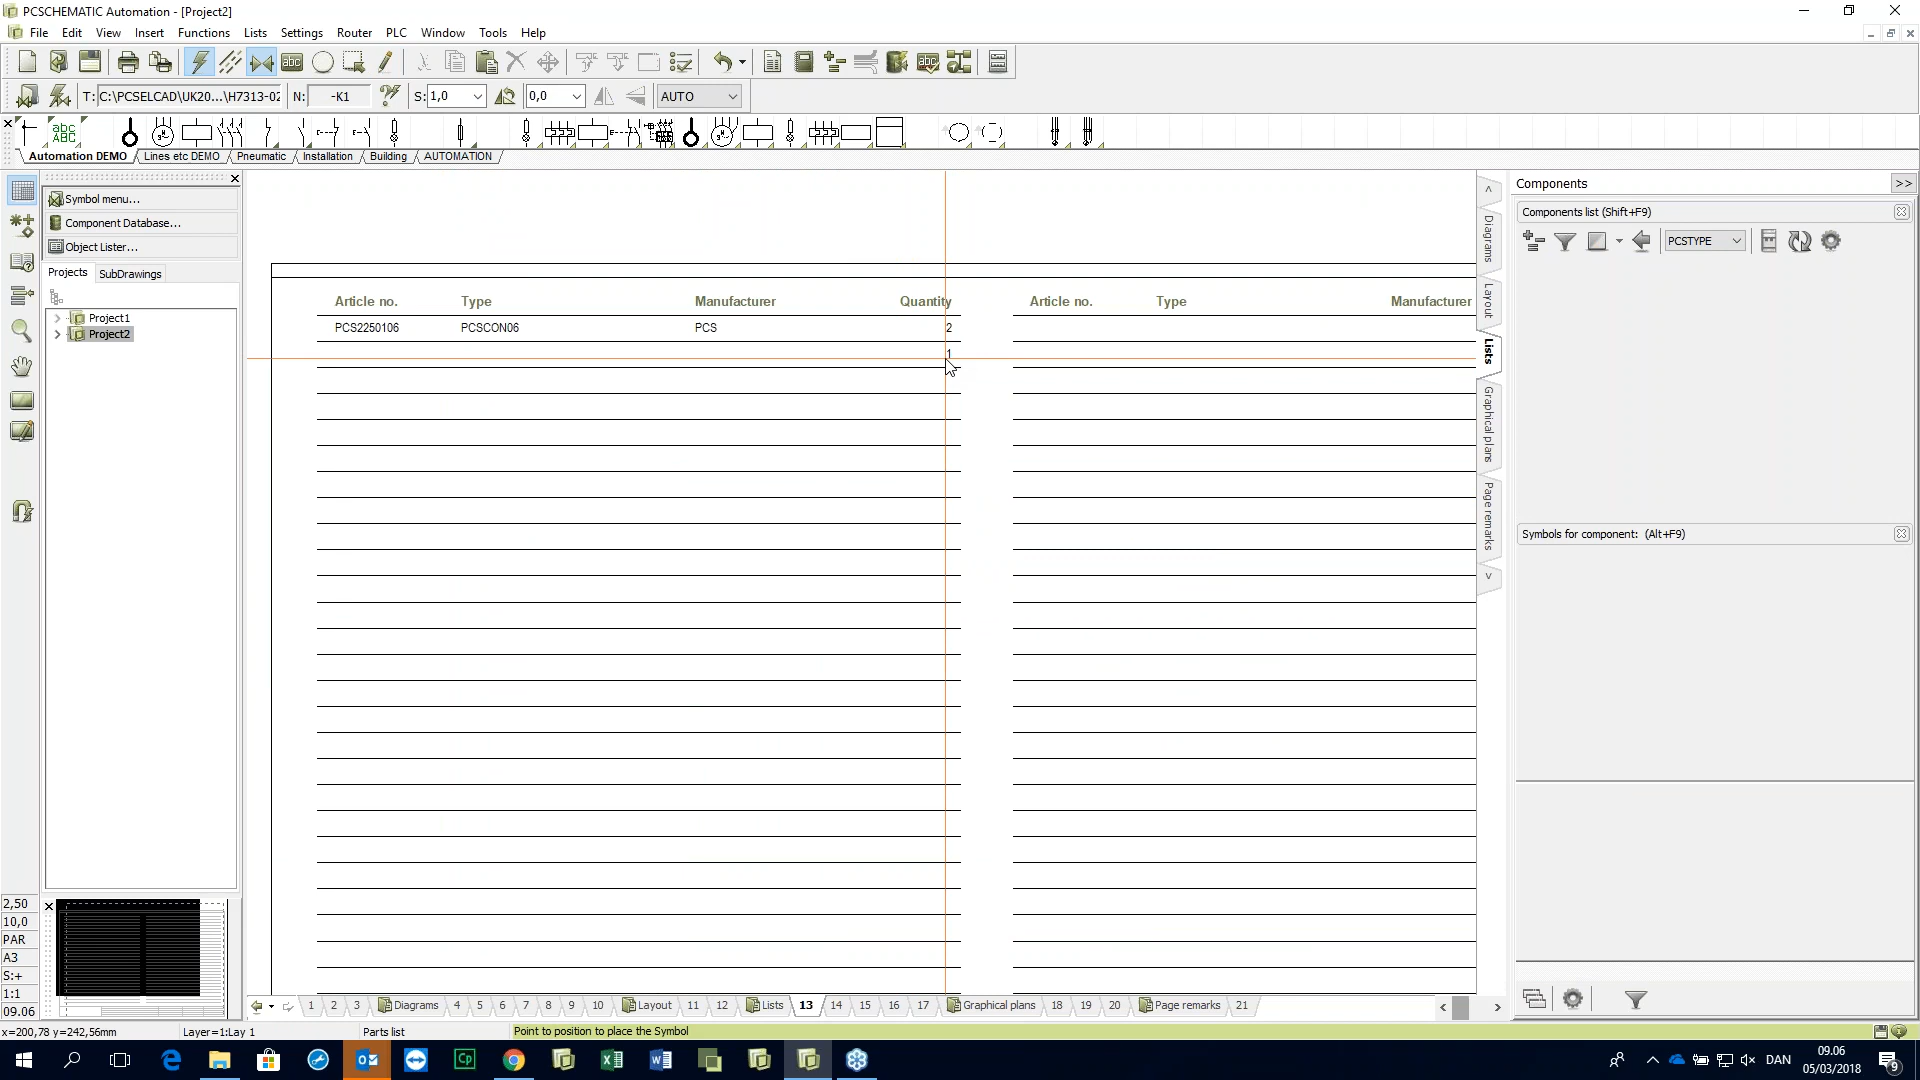 PCSCHEMATIC Automation - [Project2]
File Edit View Insert Functions Lists Settings Router PLC Window Tools Help
T: C:\PCSELCAD\UK20...\H7313-02 N: -K1 S: 1,0 0,0 AUTO
Automation DEMO Lines etc DEMO Pneumatic Installation Building AUTOMATION
Symbol menu...
Component Database...
Object Lister...
Projects SubDrawings
Project1
Project2
Article no. Type Manufacturer Quantity Article no. Type Manufacturer
PCS2250106 PCSCON06 PCS 2
1
Diagrams
Layout
Lists
Graphical plans
Page remarks
Components >>
Components list (Shift+F9)
PCSTYPE
Symbols for component: (Alt+F9)
2,50
10,0
PAR
A3
S:+
1:1
09.06
1 2 3 Diagrams 4 5 6 7 8 9 10 Layout 11 12 Lists 13 14 15 16 17 Graphical plans 18 19 20 Page remarks 21
x=200,78 y=242,56mm Layer=1:Lay 1 Parts list Point to position to place the Symbol
DAN
09.06
05/03/2018
9